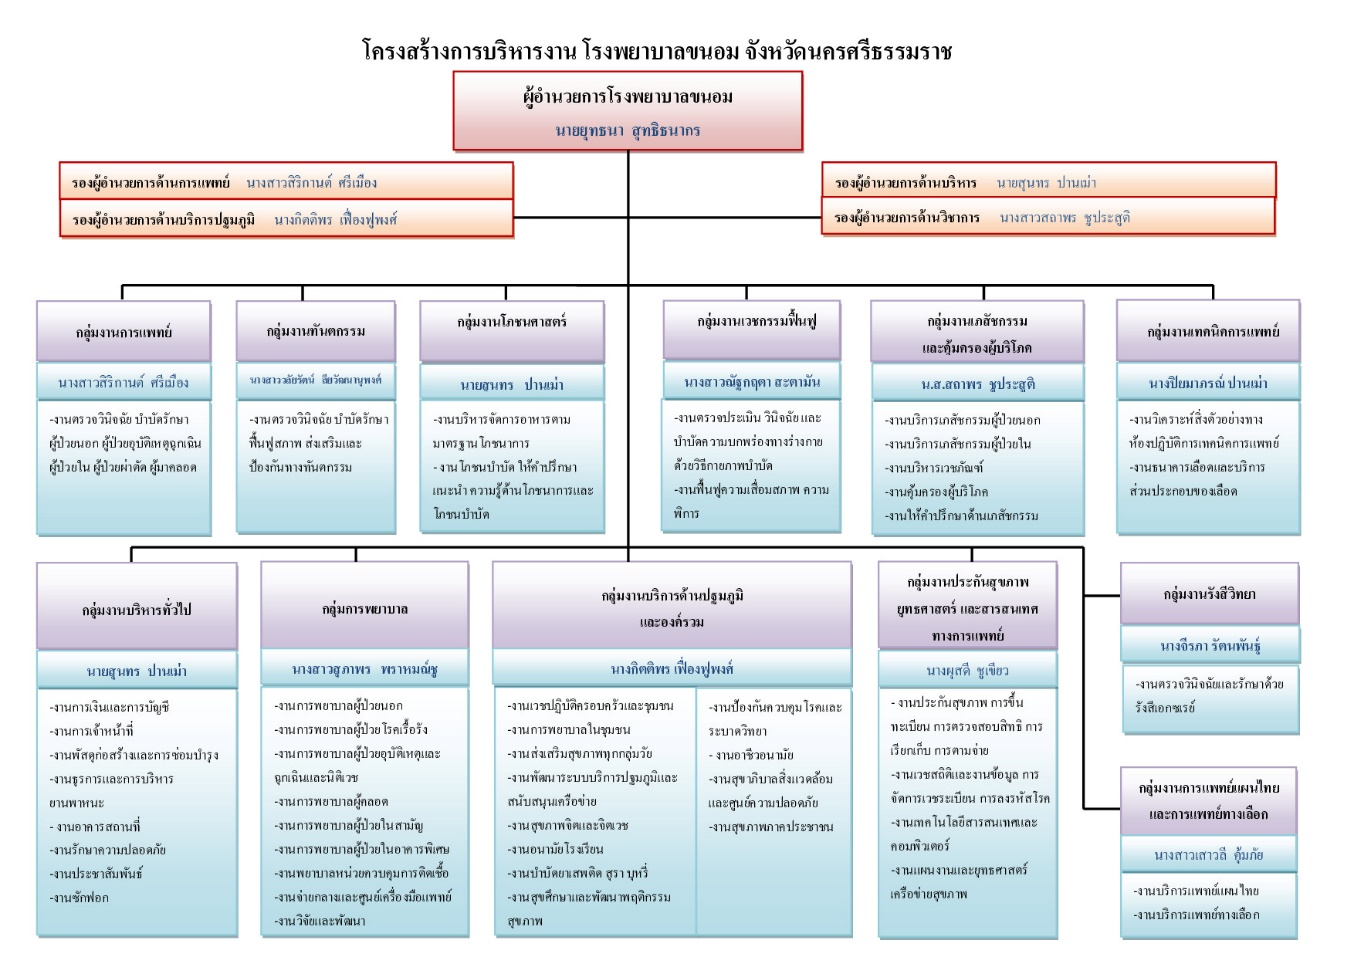 โครงสร้างการบริหารงาน โรงพยาบาลขนอม จังหวัดนครศรีธรรมราช
ผู้อำนวยการโรงพยาบาลขนอม
นายยุทธนา สุทธิธนากร
รองผู้อำนวยการด้านการแพทย์ นางสาวสิริกานต์ ศรีเมือง
รองผู้อำนวยการด้านบริการปฐมภูมิ นางกิตติพร เฟื่องฟูพงศ์
รองผู้อำนวยการด้านบริหาร นายสุนทร ปานเม่า
รองผู้อำนวยการด้านวิชาการ นางสาวสถาพร ชูประสูติ
กลุ่มงานการแพทย์
นางสาวสิริกานต์ ศรีเมือง
-งานตรวจวินิจฉัย บำบัดรักษา
ผู้ป่วยนอก ผู้ป่วยอุบัติเหตุฉุกเฉิน
ผู้ป่วยใน ผู้ป่วยผ่าตัด ผู้มาคลอด
กลุ่มงานทันตกรรม
นางสาววลัยรัตน์ ลียวัฒนานุพงศ์
-งานตรวจวินิจฉัย บำบัดรักษา
ฟื้นฟูสภาพ ส่งเสริมและ
ป้องกันทางทันตกรรม
กลุ่มงานโภชนศาสตร์
นายสุนทร ปานเม่า
-งานบริหารจัดการอาหารตาม
มาตรฐานโภชนาการ
- งานโภชนบำบัด ให้คำปรึกษา
แนะนำ ความรู้ด้านโภชนาการและ
โภชนบำบัด
กลุ่มงานเวชกรรมฟื้นฟู
นางสาวณัฐกฤตา สะตามัน
-งานตรวจประเมิน วินิจฉัย และ
บำบัดความบกพร่องทางร่างกาย
ด้วยวิธีกายภาพบำบัด
-งานฟื้นฟูความเสื่อมสภาพ ความ
พิการ
กลุ่มงานเภสัชกรรม
และคุ้มครองผู้บริโภค
น.ส.สถาพร ชูประสูติ
-งานบริการเภสัชกรรมผู้ป่วยนอก
-งานบริการเภสัชกรรมผู้ป่วยใน
-งานบริหารเวชภัณฑ์
-งานคุ้มครองผู้บริโภค
-งานให้คำปรึกษาด้านเภสัชกรรม
กลุ่มงานเทคนิคการแพทย์
นางปิยมาภรณ์ ปานเม่า
-งานวิเคราะห์สิ่งตัวอย่างทาง
ห้องปฏิบัติการเทคนิคการแพทย์
-งานธนาคารเลือดและบริการ
ส่วนประกอบของเลือด
กลุ่มงานบริหารทั่วไป
นายสุนทร ปานเม่า
-งานการเงินและการบัญชี
-งานการเจ้าหน้าที่
-งานพัสดุก่อสร้างและการซ่อมบำรุง
-งานธุรการและการบริหาร
ยานพาหนะ
- งานอาคารสถานที่
-งานรักษาความปลอดภัย
-งานประชาสัมพันธ์
-งานซักฟอก
กลุ่มการพยาบาล
นางสาวสุภาพร พราหมณ์ชู
-งานการพยาบาลผู้ป่วยนอก
-งานการพยาบาลผู้ป่วยโรคเรื้อรัง
-งานการพยาบาลผู้ป่วยอุบัติเหตุและ
ฉุกเฉินและนิติเวช
-งานการพยาบาลผู้คลอด
-งานการพยาบาลผู้ป่วยในสามัญ
-งานการพยาบาลผู้ป่วยในอาคารพิเศษ
-งานพยาบาลหน่วยควบคุมการติดเชื้อ
-งานจ่ายกลางและศูนย์เครื่องมือแพทย์
-งานวิจัยและพัฒนา
กลุ่มงานบริการด้านปฐมภูมิ
และองค์รวม
นางกิตติพร เฟื่องฟูพงศ์
-งานเวชปฏิบัติครอบครัวและชุมชน
-งานการพยาบาลในชุมชน
-งานส่งเสริมสุขภาพทุกกลุ่มวัย
-งานพัฒนาระบบบริการปฐมภูมิและ
สนับสนุนเครือข่าย
-งานสุขภาพจิตและจิตเวช
-งานอนามัยโรงเรียน
-งานบำบัดยาเสพติด สุรา บุหรี่
-งานสุขศึกษาและพัฒนาพฤติกรรม
สุขภาพ
-งานป้องกันควบคุมโรคและ
ระบาดวิทยา
- งานอาชีวอนามัย
-งานสุขาภิบาลสิ่งแวดล้อม
และศูนย์ความปลอดภัย
-งานสุขภาพภาคประชาชน
กลุ่มงานประกันสุขภาพ
ยุทธศาสตร์ และสารสนเทศ
ทางการแพทย์
นางผุสดี ชูเขียว
- งานประกันสุขภาพ การขึ้น
ทะเบียน การตรวจสอบสิทธิ การ
เรียกเก็บ การตามจ่าย
-งานเวชสถิติและงานข้อมูล การ
จัดการเวชระเบียน การลงรหัสโรค
-งานเทคโนโลยีสารสนเทศและ
คอมพิวเตอร์
-งานแผนงานและยุทธศาสตร์
เครือข่ายสุขภาพ
กลุ่มงานรังสีวิทยา
นางจีรภา รัตนพันธุ์
-งานตรวจวินิจฉัยและรักษาด้วย
รังสีเอกซเรย์
กลุ่มงานการแพทย์แผนไทย
และการแพทย์ทางเลือก
นางสาวเสาวลี คุ้มภัย
-งานบริการแพทย์แผนไทย
-งานบริการแพทย์ทางเลือก